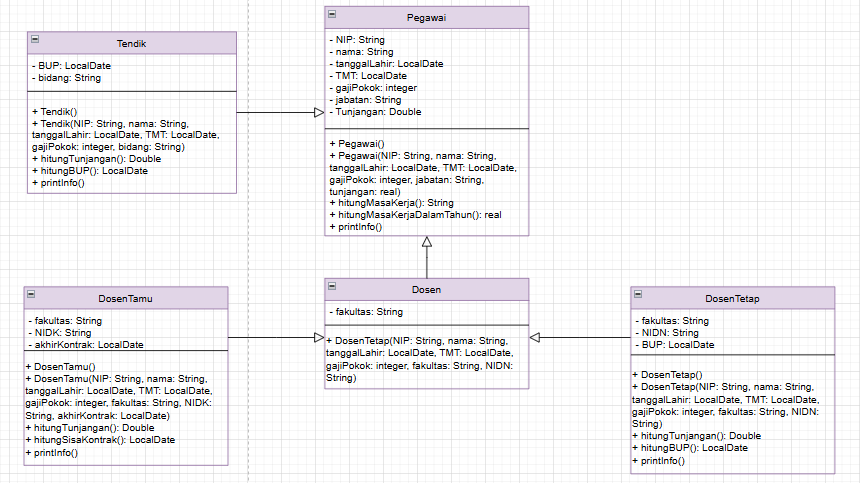 Tendik
- BUP: LocalDate
- bidang: String
+ Tendik()
+ Tendik(NIP: String, nama: String,
tanggalLahir: LocalDate, TMT: LocalDate,
gajiPokok: integer, bidang: String)
+ hitungTunjangan(): Double
+ hitungBUP(): LocalDate
+ printInfo()
Pegawai
- NIP: String
- nama: String
- tanggalLahir: LocalDate
- TMT: LocalDate
- gajiPokok: integer
- jabatan: String
- Tunjangan: Double
+ Pegawai()
+ Pegawai(NIP: String, nama: String,
tanggalLahir: LocalDate, TMT: LocalDate,
gajiPokok: integer, jabatan: String,
tunjangan: real)
+ hitungMasaKerja(): String
+ hitungMasaKerjaDalamTahun(): real
+ printInfo()
DosenTamu
- fakultas: String
- NIDK: String
- akhirKontrak: LocalDate
+ DosenTamu()
+ DosenTamu(NIP: String, nama: String,
tanggalLahir: LocalDate, TMT: LocalDate,
gajiPokok: integer, fakultas: String, NIDK:
String, akhirKontrak: LocalDate)
+ hitungTunjangan(): Double
+ hitungSisaKontrak(): LocalDate
+ printInfo()
Dosen
- fakultas: String
+ DosenTetap(NIP: String, nama: String,
tanggalLahir: LocalDate, TMT: LocalDate,
gajiPokok: integer, fakultas: String, NIDN:
String)
DosenTetap
- fakultas: String
- NIDN: String
- BUP: LocalDate
+ DosenTetap()
+ DosenTetap(NIP: String, nama: String,
tanggalLahir: LocalDate, TMT: LocalDate,
gajiPokok: integer, fakultas: String, NIDN:
String)
+ hitungTunjangan(): Double
+ hitungBUP(): LocalDate
+ printInfo()